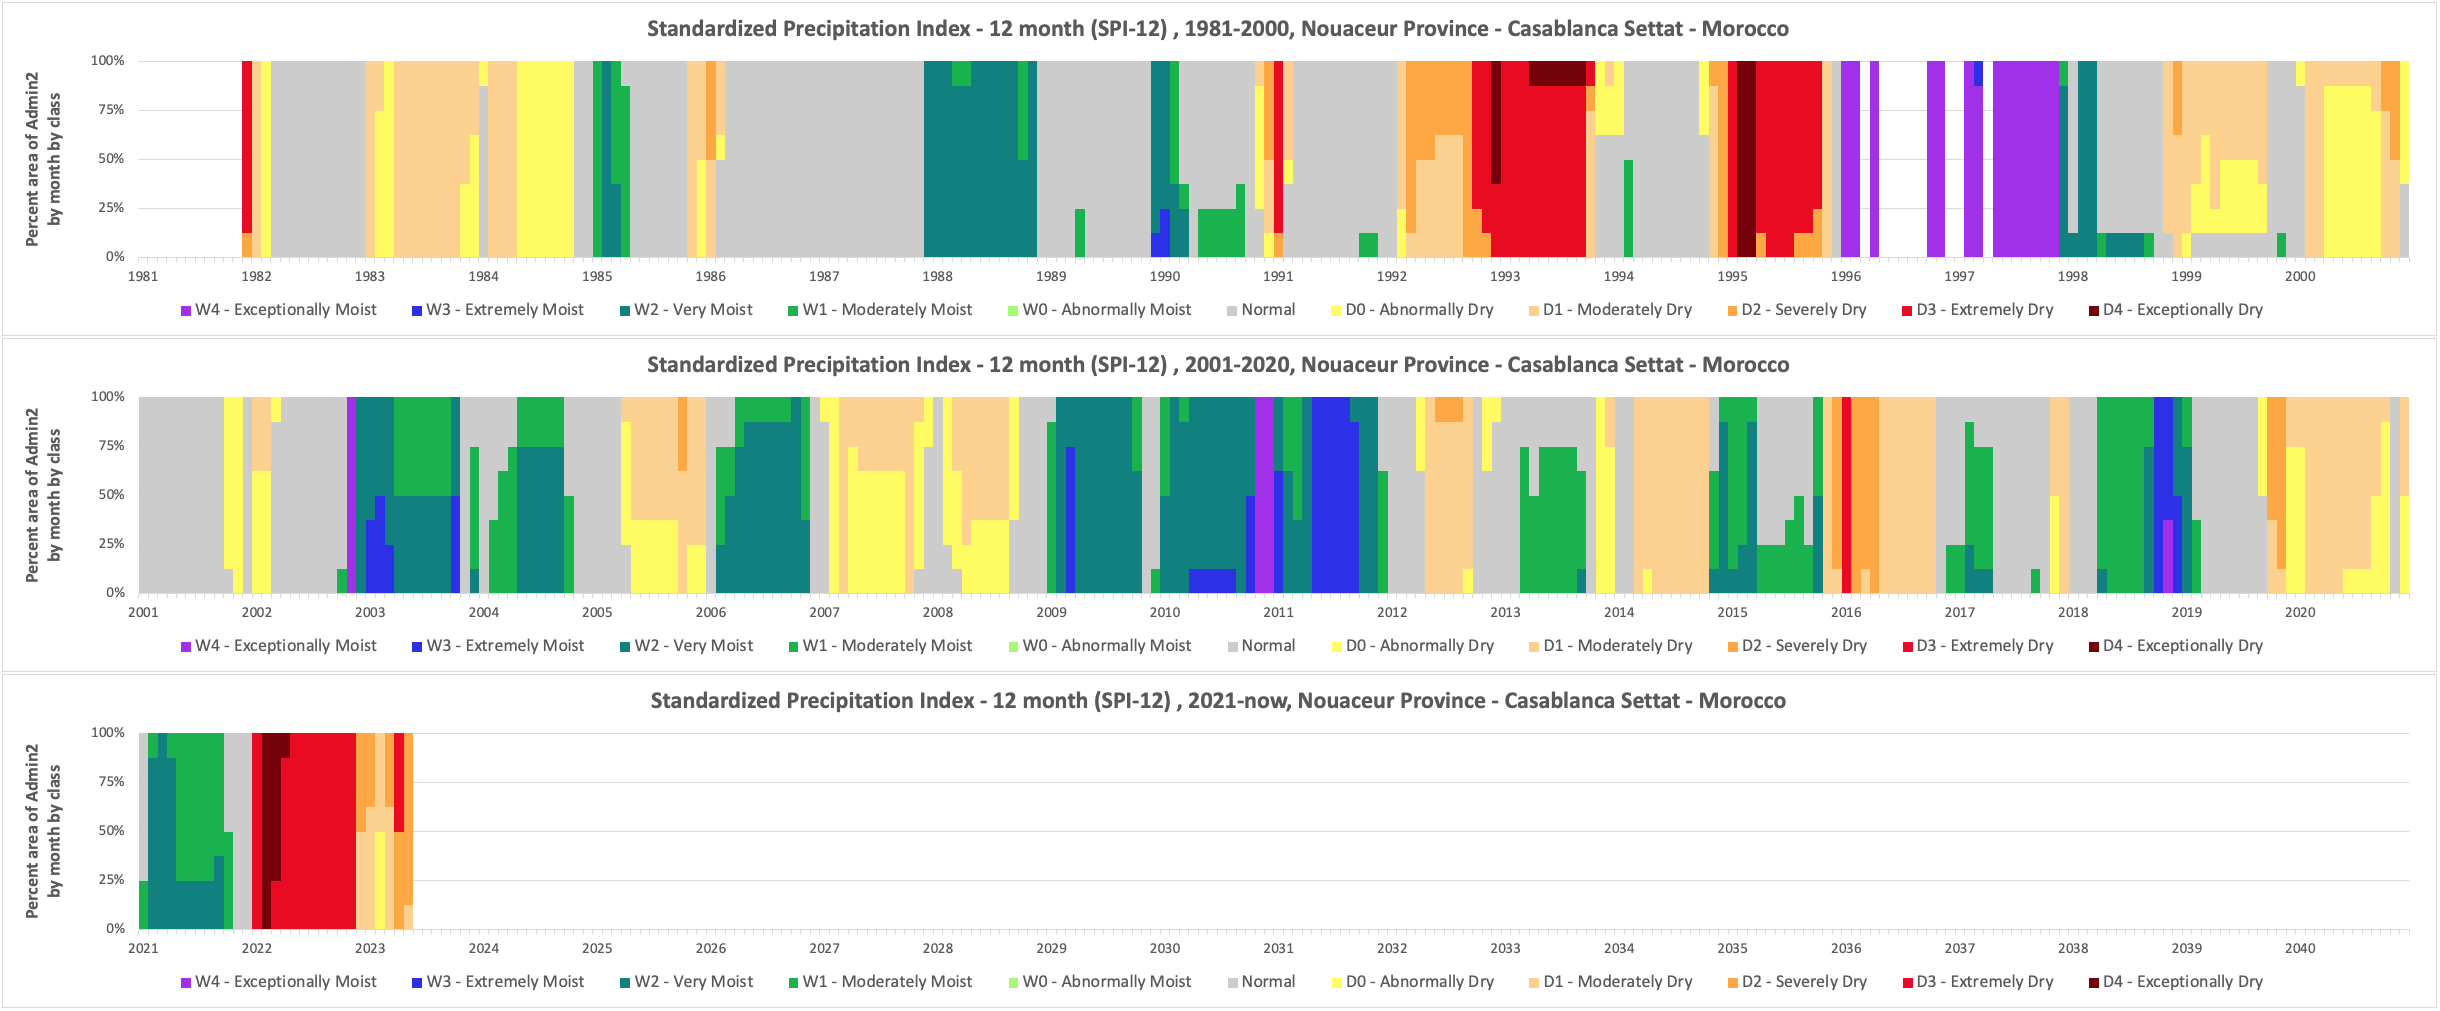 Standardized Precipitation Index - 12 month (SPI-12) , 1981-2000, Nouaceur Province - Casablanca Settat - Morocco
Percent area of Admin2
by month by class
100%
75%
50%
25%
0%
1981 1982 1983 1984 1985 1986 1987 1988 1989 1990 1991 1992 1993 1994 1995 1996 1997 1998 1999 2000
W4 - Exceptionally Moist W3 - Extremely Moist W2 - Very Moist W1 - Moderately Moist W0 - Abnormally Moist Normal D0 - Abnormally Dry D1 - Moderately Dry D2 - Severely Dry D3 - Extremely Dry D4 - Exceptionally Dry
Standardized Precipitation Index - 12 month (SPI-12) , 2001-2020, Nouaceur Province - Casablanca Settat - Morocco
Percent area of Admin2
by month by class
100%
75%
50%
25%
0%
2001 2002 2003 2004 2005 2006 2007 2008 2009 2010 2011 2012 2013 2014 2015 2016 2017 2018 2019 2020
W4 - Exceptionally Moist W3 - Extremely Moist W2 - Very Moist W1 - Moderately Moist W0 - Abnormally Moist Normal D0 - Abnormally Dry D1 - Moderately Dry D2 - Severely Dry D3 - Extremely Dry D4 - Exceptionally Dry
Standardized Precipitation Index - 12 month (SPI-12) , 2021-now, Nouaceur Province - Casablanca Settat - Morocco
Percent area of Admin2
by month by class
100%
75%
50%
25%
0%
2021 2022 2023 2024 2025 2026 2027 2028 2029 2030 2031 2032 2033 2034 2035 2036 2037 2038 2039 2040
W4 - Exceptionally Moist W3 - Extremely Moist W2 - Very Moist W1 - Moderately Moist W0 - Abnormally Moist Normal D0 - Abnormally Dry D1 - Moderately Dry D2 - Severely Dry D3 - Extremely Dry D4 - Exceptionally Dry